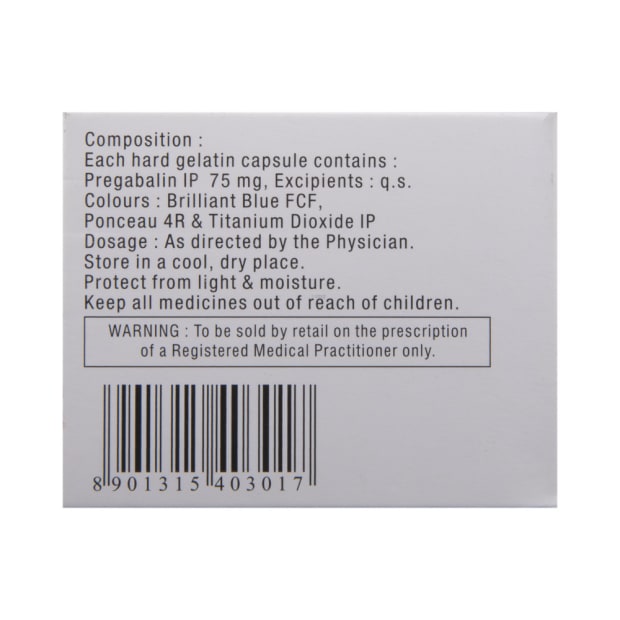 Composition :
Each hard gelatin capsule contains :
Pregabalin IP 75 mg, Excipients : q.s.
Colours : Brilliant Blue FCF,
Ponceau 4R & Titanium Dioxide IP
Dosage : As directed by the Physician.
Store in a cool, dry place.
Protect from light & moisture.
Keep all medicines out of reach of children.
WARNING : To be sold by retail on the prescription
of a Registered Medical Practitioner only.
8 901315 403017